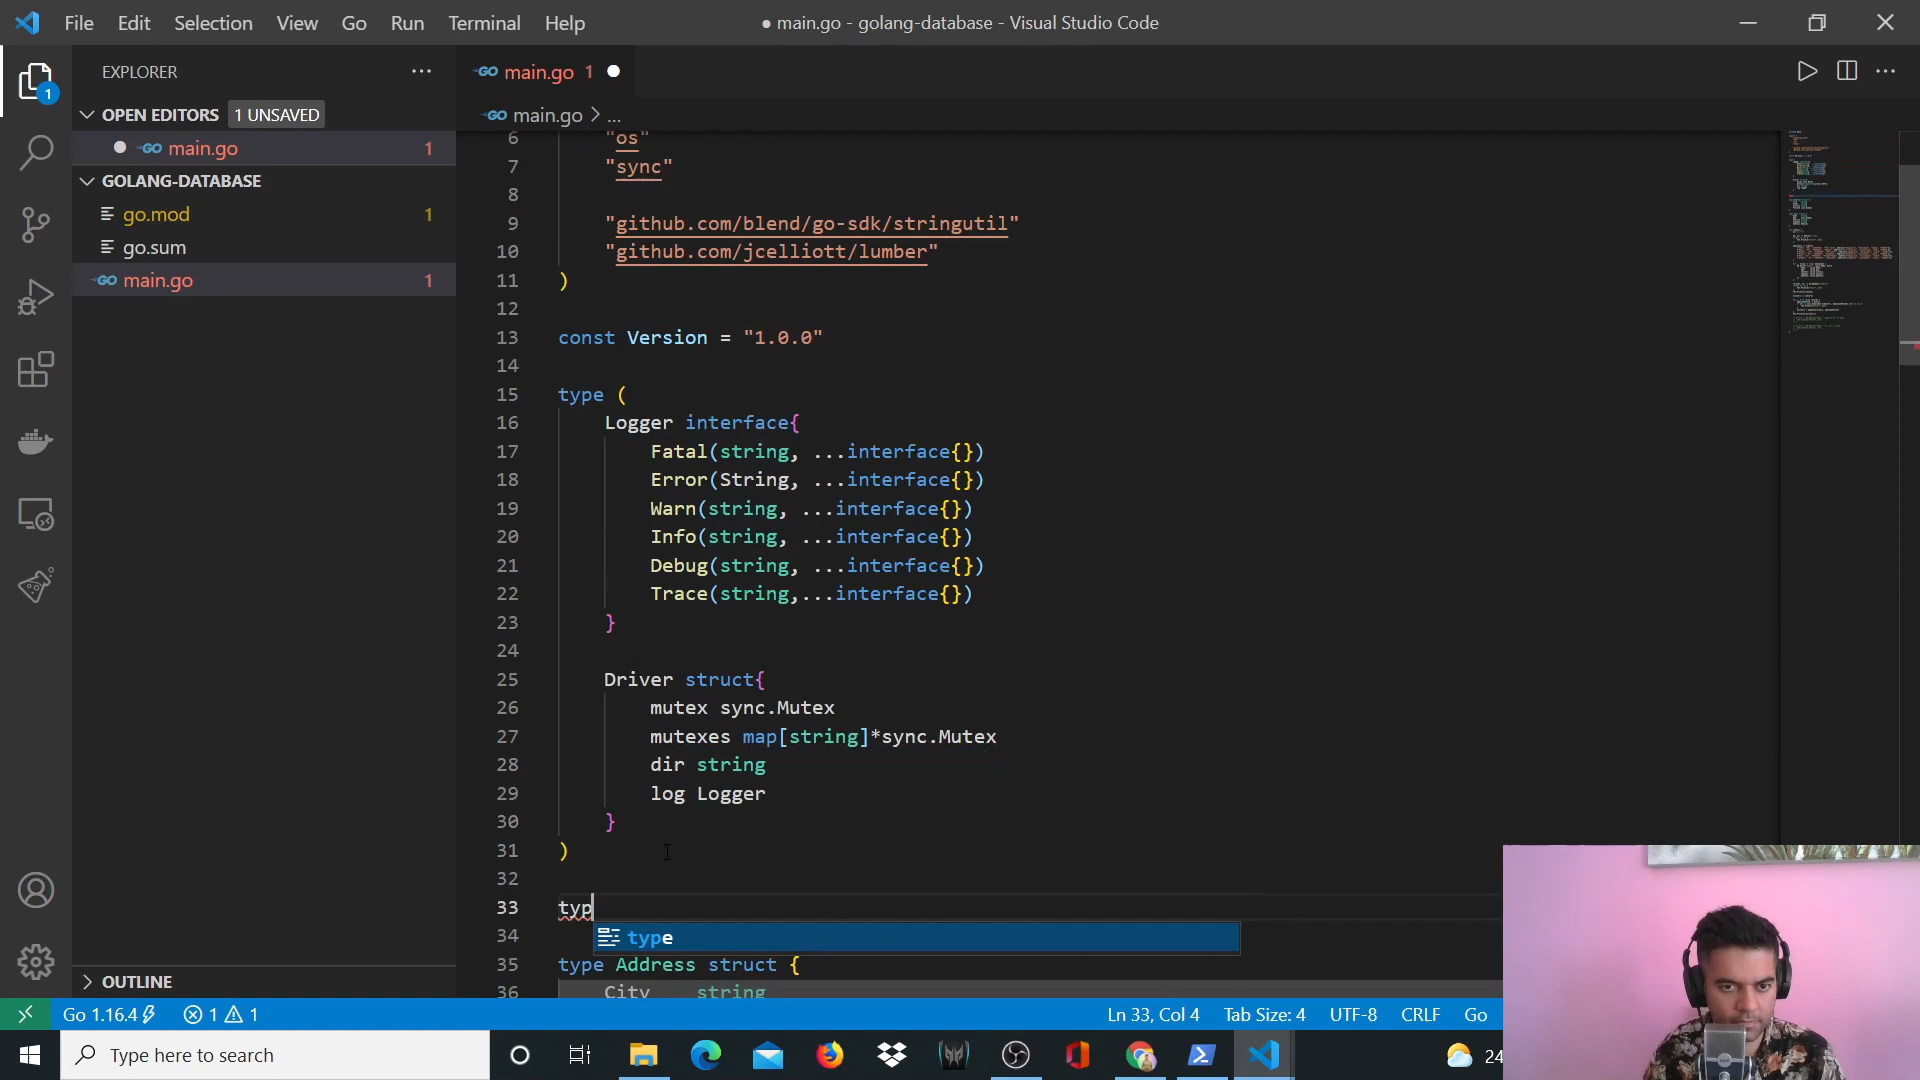 File Edit Selection View Go Run Terminal Help
● main.go - golang-database - Visual Studio Code
EXPLORER
OPEN EDITORS 1 UNSAVED
main.go 1
GOLANG-DATABASE
go.mod 1
go.sum
main.go 1
OUTLINE
1
main.go 1
main.go > ...
6 "os"
7 "sync"
8
9 "github.com/blend/go-sdk/stringutil"
10 "github.com/jcelliott/lumber"
11 )
12
13 const Version = "1.0.0"
14
15 type (
16 Logger interface{
17 Fatal(string, ...interface{})
18 Error(String, ...interface{})
19 Warn(string, ...interface{})
20 Info(string, ...interface{})
21 Debug(string, ...interface{})
22 Trace(string,...interface{})
23 }
24
25 Driver struct{
26 mutex sync.Mutex
27 mutexes map[string]*sync.Mutex
28 dir string
29 log Logger
30 }
31 )
32
33 typ
34 type
35 type Address struct {
36 City string
Go 1.16.4 1 1 Ln 33, Col 4 Tab Size: 4 UTF-8 CRLF Go
Type here to search
24